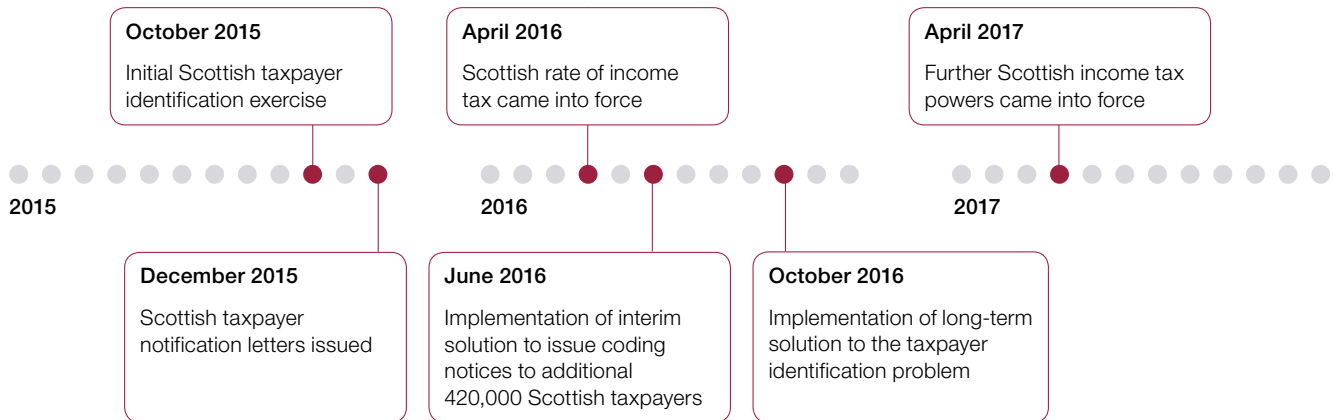 October 2015
Initial Scottish taxpayer
identification exercise
April 2016
Scottish rate of income
tax came into force
April 2017
Further Scottish income tax
powers came into force
2015
2016
2017
December 2015
Scottish taxpayer
notification letters issued
June 2016
Implementation of interim
solution to issue coding
notices to additional
420,000 Scottish taxpayers
October 2016
Implementation of long-term
solution to the taxpayer
identification problem